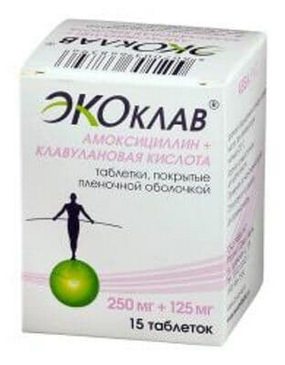 ЭКОКЛАВ®
АМОКСИЦИЛЛИН +
КЛАВУЛАНОВАЯ КИСЛОТА
таблетки, покрытые
пленочной оболочкой
250 мг + 125 мг
15 таблеток